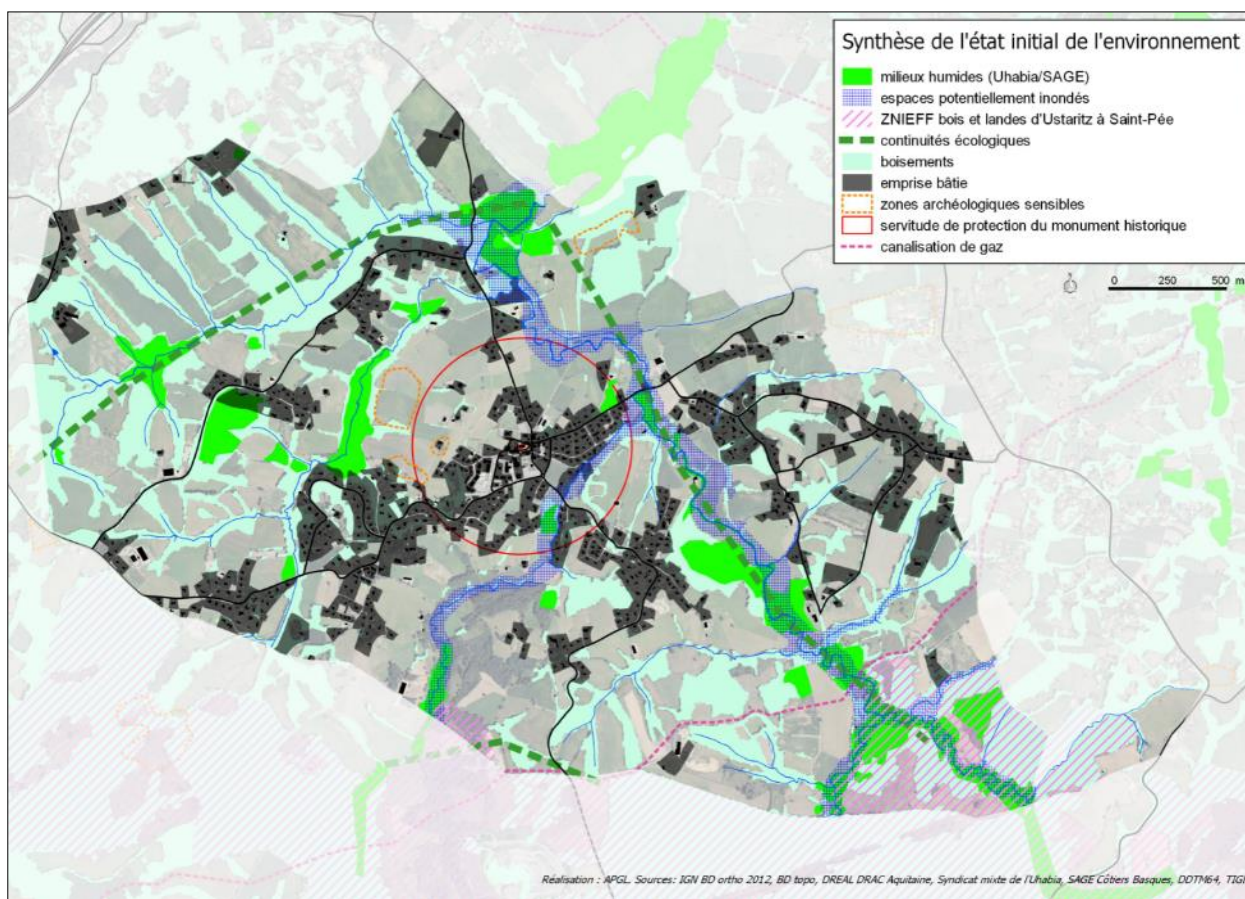 Synthèse de l'état initial de l'environnement
milieux humides (Uhabia/SAGE)
espaces potentiellement inondés
ZNIEFF bois et landes d'Ustaritz à Saint-Pée
continuités écologiques
boisements
emprise bâtie
zones archéologiques sensibles
servitude de protection du monument historique
canalisation de gaz
0 250 500 m
Réalisation : APGL. Sources: IGN BD ortho 2012, BD topo, DREAL DRAC Aquitaine, Syndicat mixte de l'Uhabia, SAGE Côtiers Basques, DDTM64, TIGF